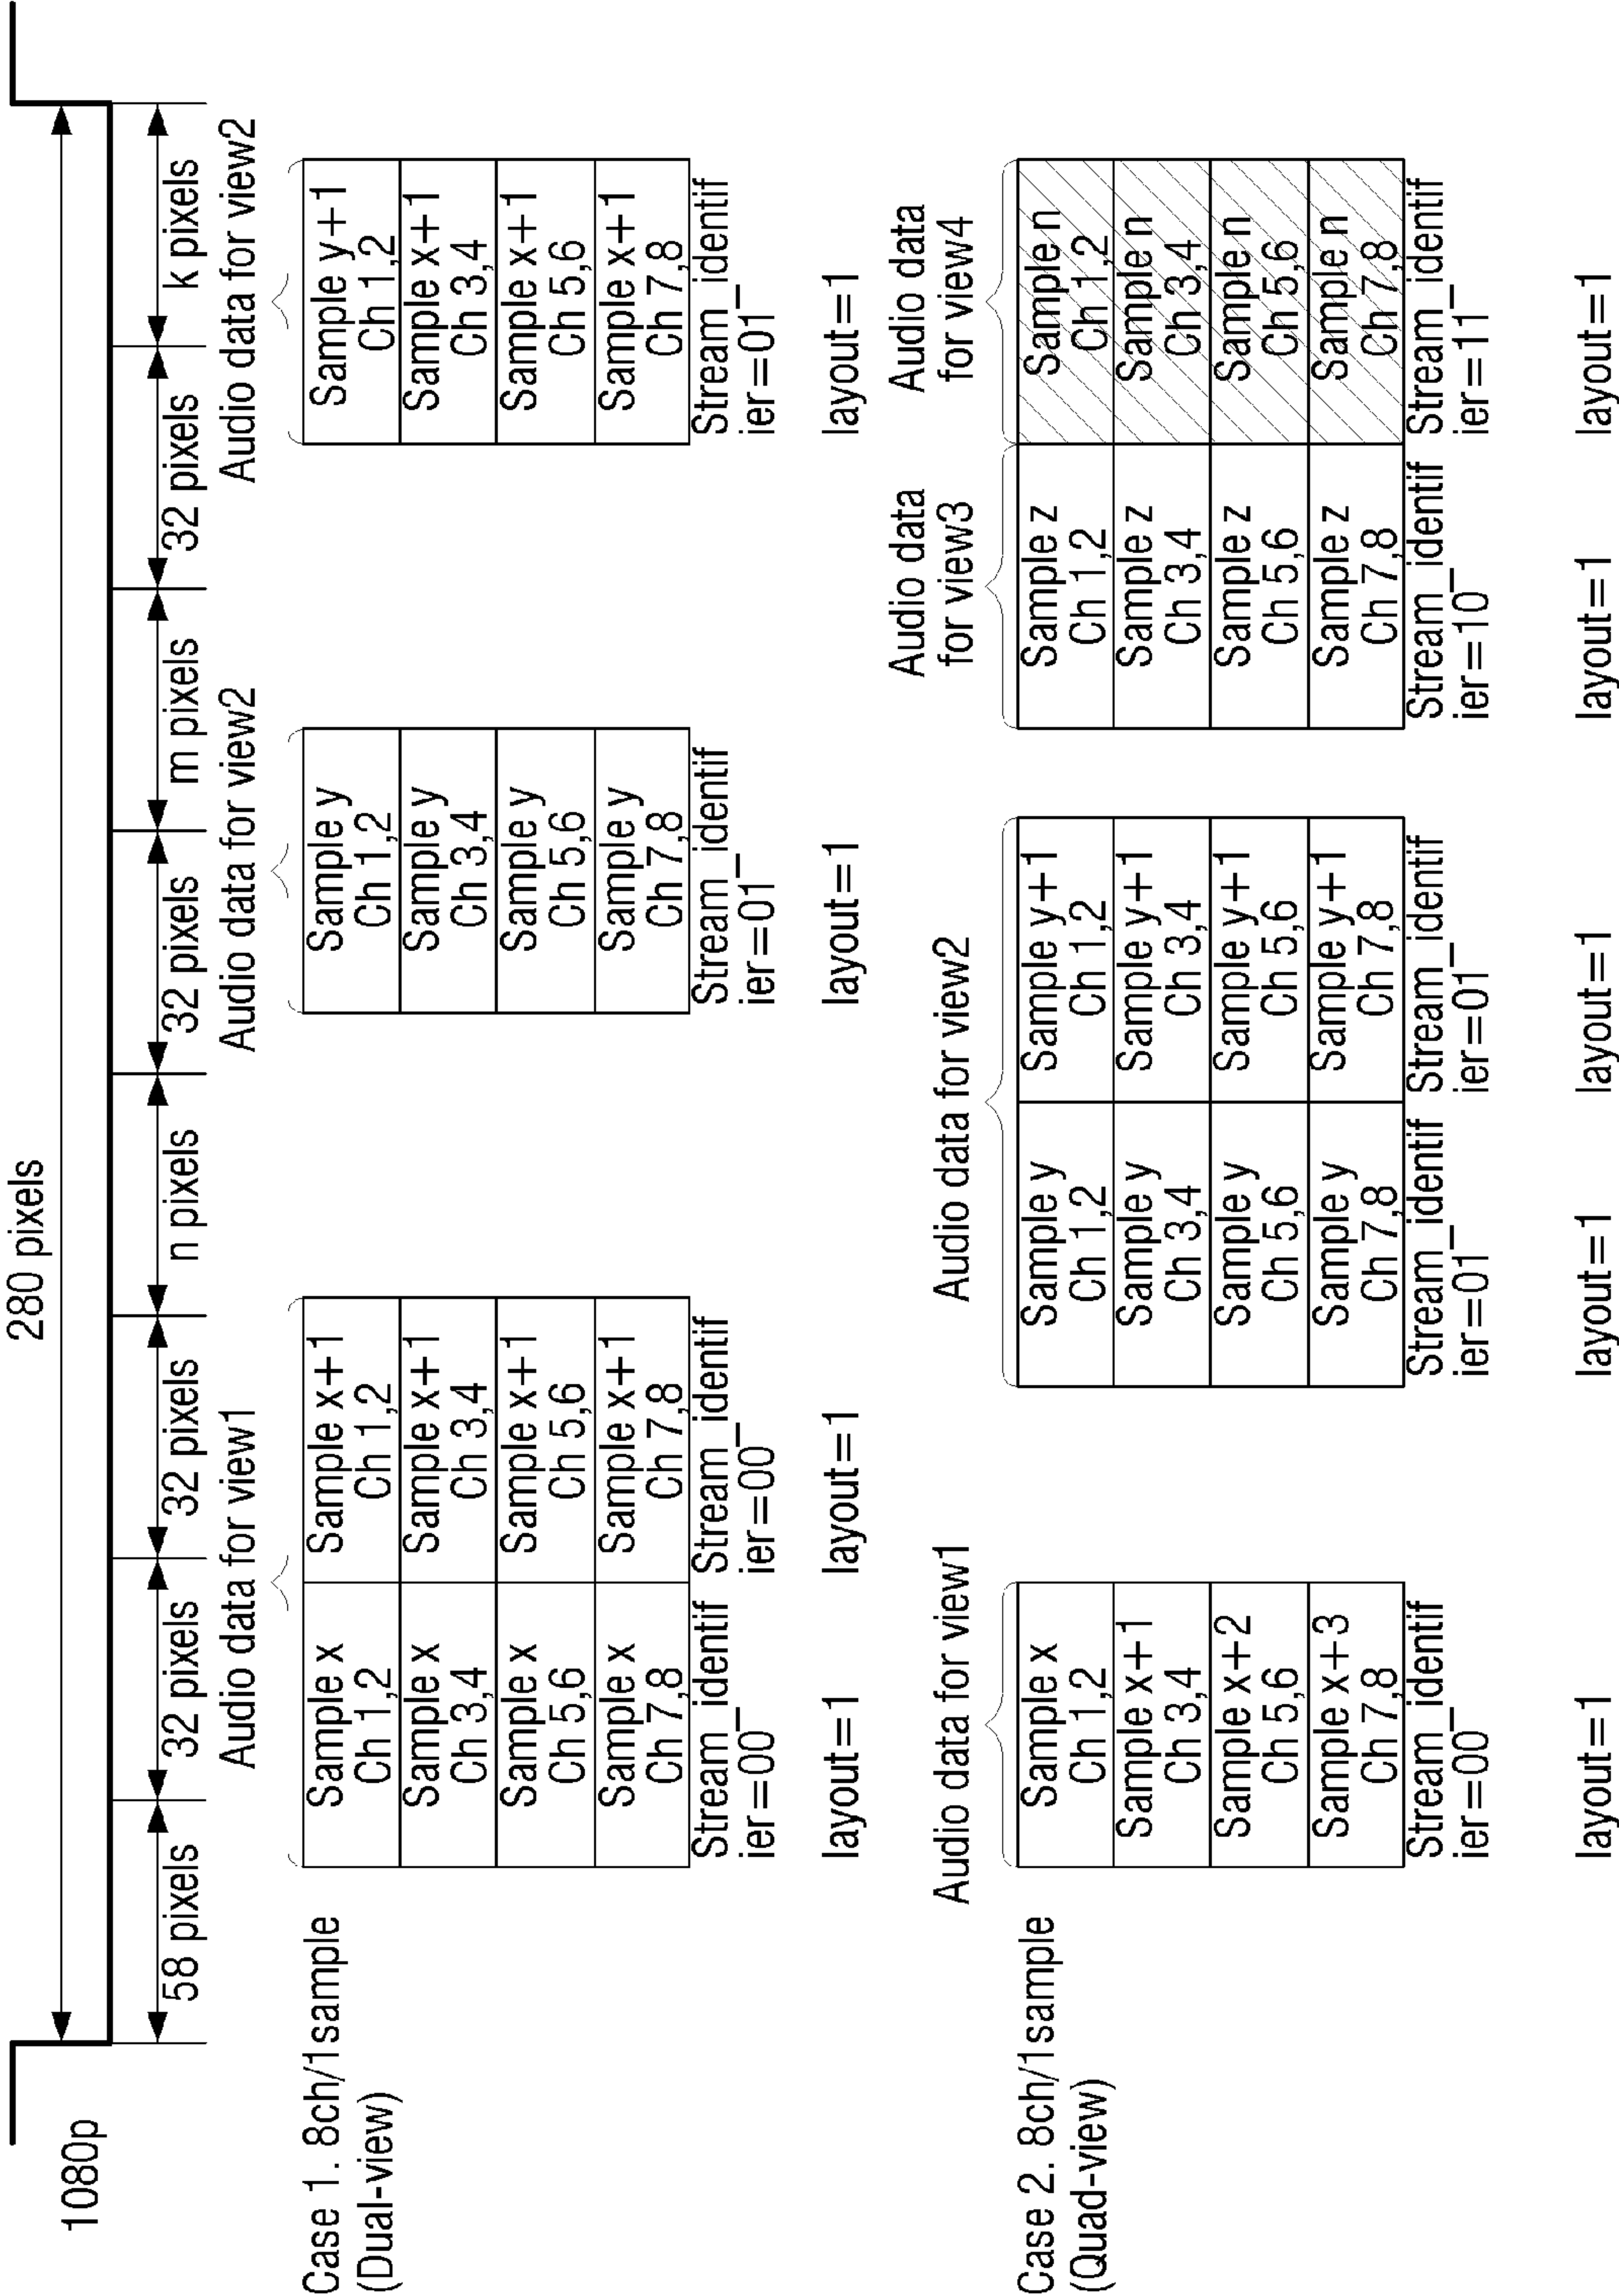 280 pixels
1080p
58 pixels
32 pixels
32 pixels
n pixels
32 pixels
m pixels
32 pixels
k pixels
Case 1. 8ch/1sample
(Dual-view)
Audio data for view1
Sample x
Ch 1,2
Sample x
Ch 3,4
Sample x
Ch 5,6
Sample x
Ch 7,8
Stream_identif
ier=00
layout=1
Sample x+1
Ch 1,2
Sample x+1
Ch 3,4
Sample x+1
Ch 5,6
Sample x+1
Ch 7,8
Stream_identif
ier=00
layout=1
Audio data for view2
Sample y
Ch 1,2
Sample y
Ch 3,4
Sample y
Ch 5,6
Sample y
Ch 7,8
Stream_identif
ier=01
layout=1
Audio data for view2
Sample y+1
Ch 1,2
Sample x+1
Ch 3,4
Sample x+1
Ch 5,6
Sample x+1
Ch 7,8
Stream_identif
ier=01
layout=1
Case 2. 8ch/1sample
(Quad-view)
Audio data for view1
Sample x
Ch 1,2
Sample x+1
Ch 3,4
Sample x+2
Ch 5,6
Sample x+3
Ch 7,8
Stream_identif
ier=00
layout=1
Audio data for view2
Sample y
Ch 1,2
Sample y
Ch 3,4
Sample y
Ch 5,6
Sample y
Ch 7,8
Stream_identif
ier=01
layout=1
Sample y+1
Ch 1,2
Sample y+1
Ch 3,4
Sample y+1
Ch 5,6
Sample y+1
Ch 7,8
Stream_identif
ier=01
layout=1
Audio data
for view3
Sample z
Ch 1,2
Sample z
Ch 3,4
Sample z
Ch 5,6
Sample z
Ch 7,8
Stream_identif
ier=10
layout=1
Audio data
for view4
Sample n
Ch 1,2
Sample n
Ch 3,4
Sample n
Ch 5,6
Sample n
Ch 7,8
Stream_identif
ier=11
layout=1